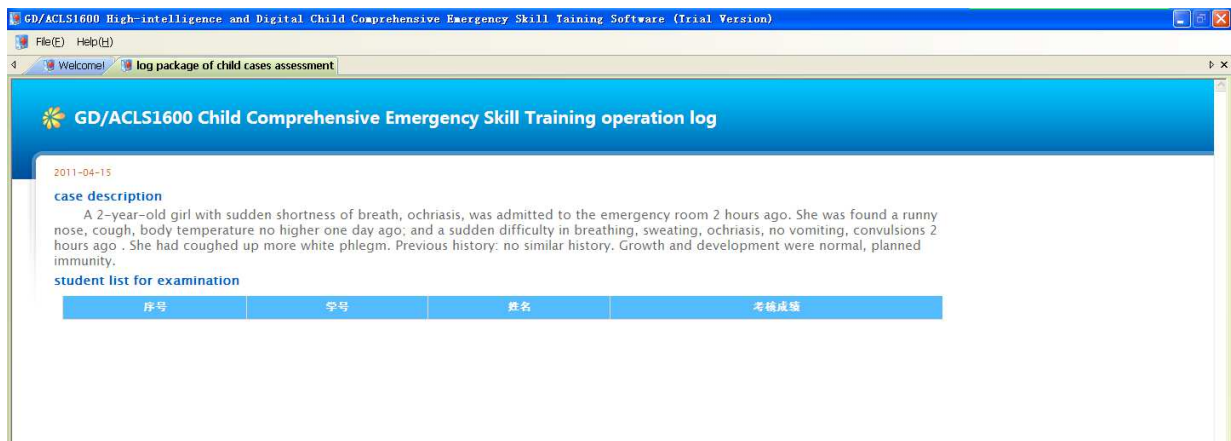 GD/ACLS1600 High-intelligence and Digital Child Comprehensive Emergency Skill Taining Software (Trial Version)
File(F) Help(H)
Welcome! log package of child cases assessment
GD/ACLS1600 Child Comprehensive Emergency Skill Training operation log
2011-04-15
case description
A 2-year-old girl with sudden shortness of breath, ochriasis, was admitted to the emergency room 2 hours ago. She was found a runny
nose, cough, body temperature no higher one day ago; and a sudden difficulty in breathing, sweating, ochriasis, no vomiting, convulsions 2
hours ago . She had coughed up more white phlegm. Previous history: no similar history. Growth and development were normal, planned
immunity.
student list for examination
序号 学号 姓名 考核成绩